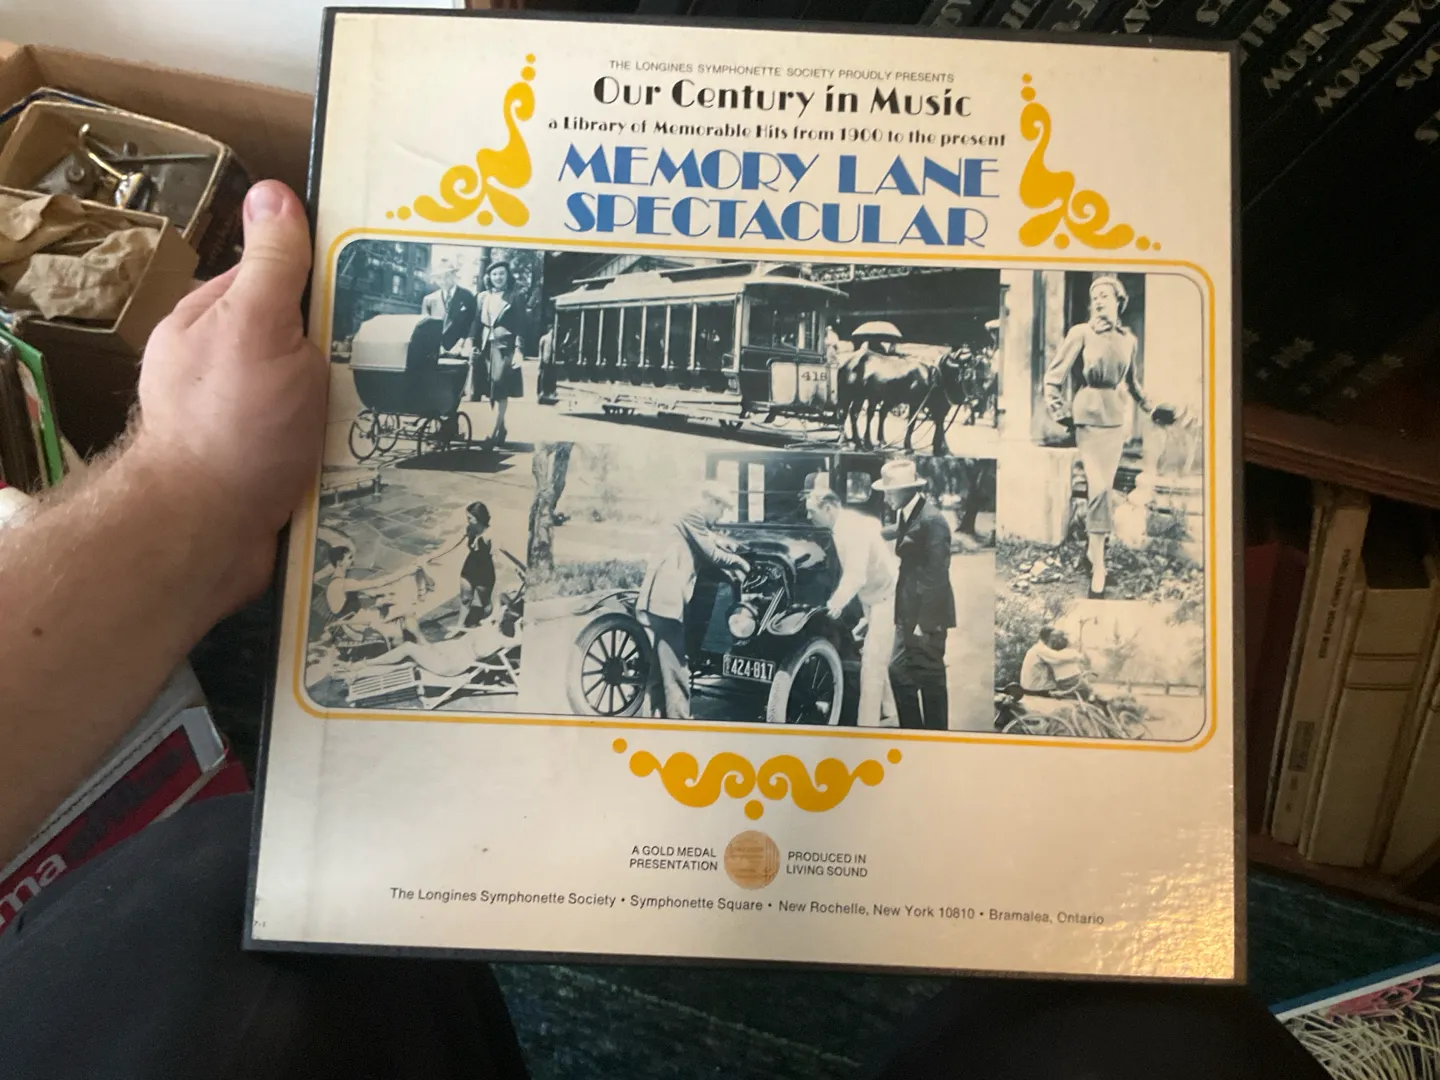 THE LONGINES SYMPHONETTE SOCIETY PROUDLY PRESENTS
Our Century in Music
a Library of Memorable Hits from 1900 to the present
MEMORY LANE
SPECTACULAR
418
424-817
A GOLD MEDAL
PRESENTATION
PRODUCED IN
LIVING SOUND
The Longines Symphonette Society • Symphonette Square • New Rochelle, New York 10810 • Bramalea, Ontario
ma